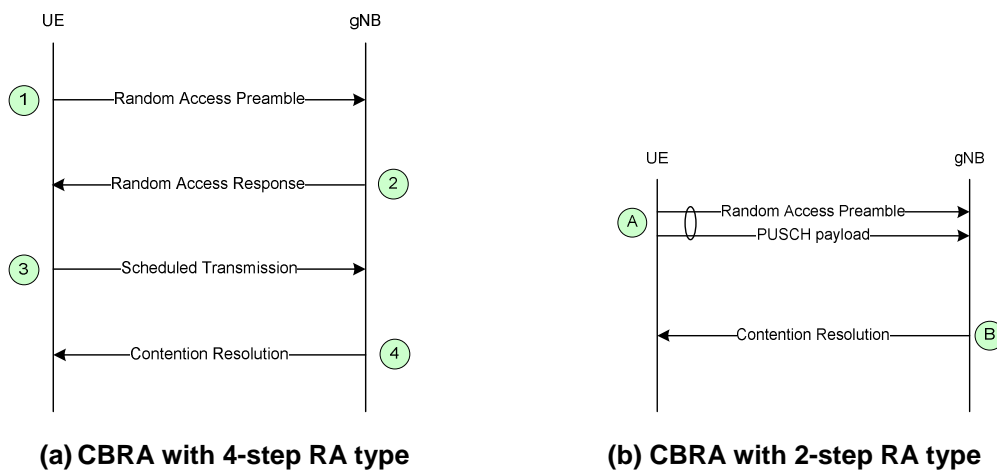 UE
gNB
1
Random Access Preamble
Random Access Response
2
3
Scheduled Transmission
Contention Resolution
4
(a) CBRA with 4-step RA type
UE
gNB
A
Random Access Preamble
PUSCH payload
Contention Resolution
B
(b) CBRA with 2-step RA type